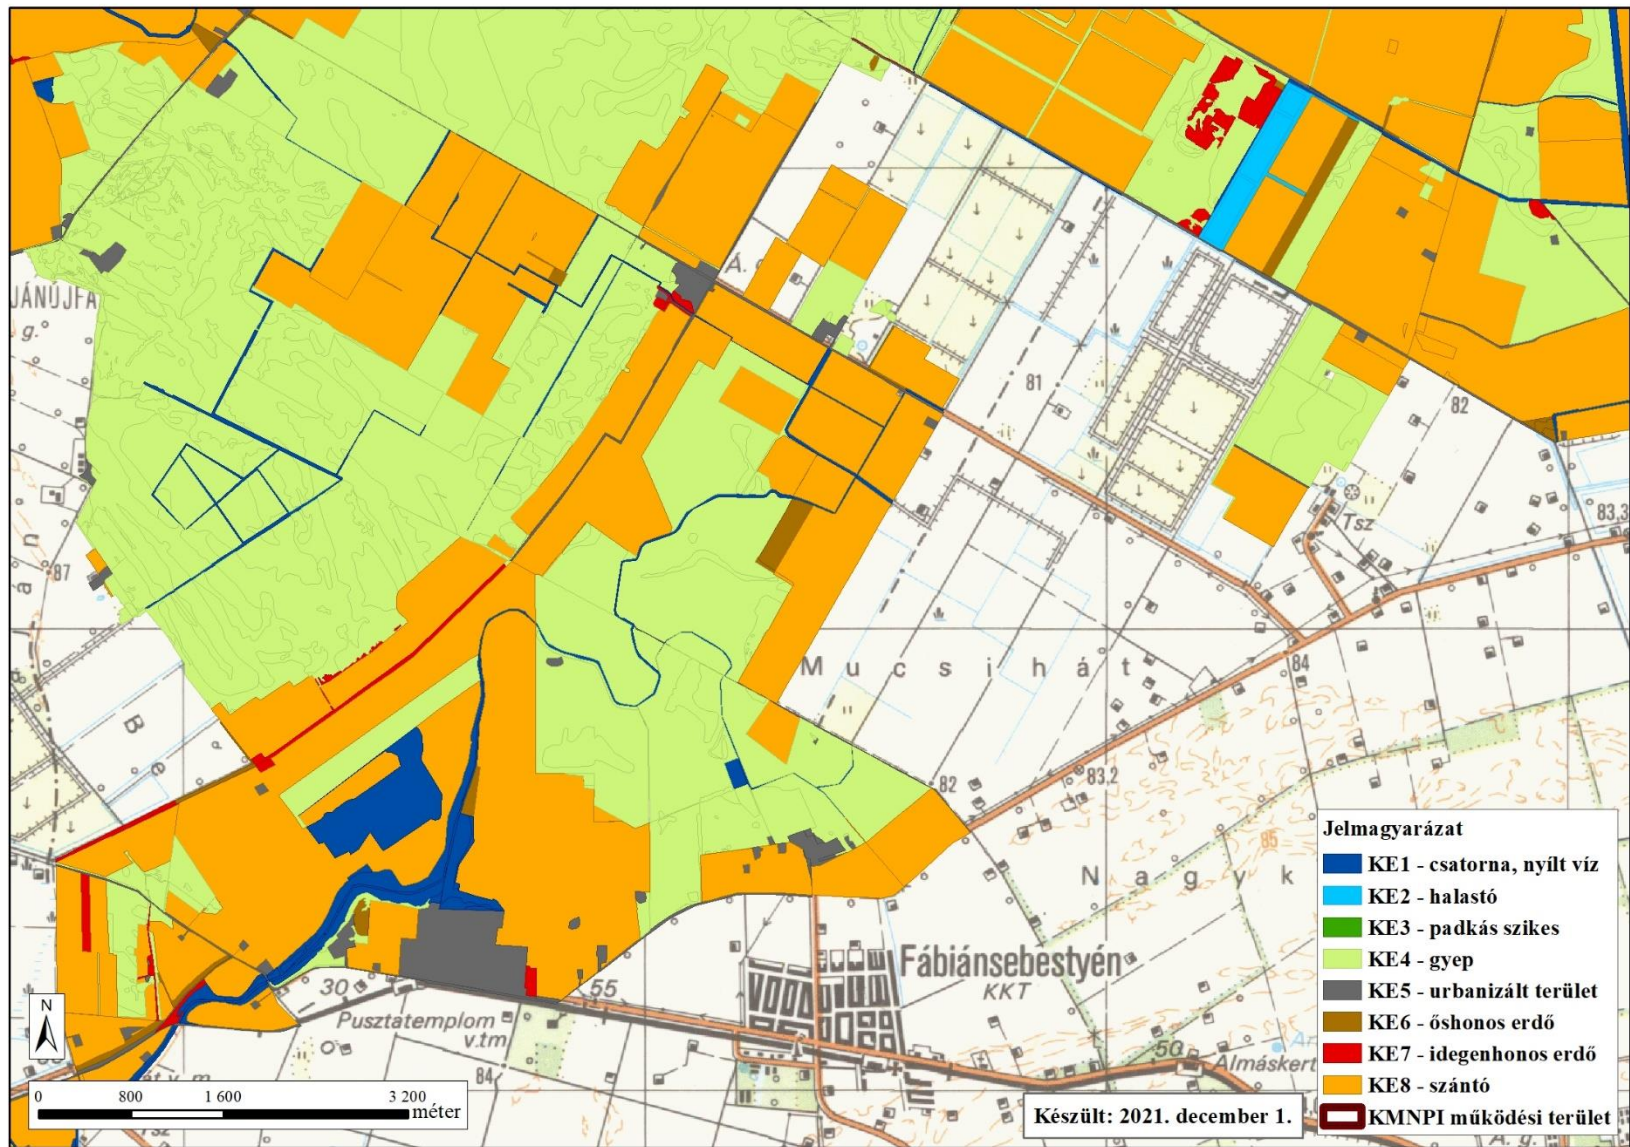 JÁNÚJFA
g.
Á. g.
81
82
Tsz
83,3
87
á
n
B
e
Mucsihát
84
82
83,2
85
Nagyk
Fábiánsebestyén
KKT
30
55
50
Pusztatemplom
v.tm
84
Almáskert
Jelmagyarázat
KE1 - csatorna, nyílt víz
KE2 - halastó
KE3 - padkás szikes
KE4 - gyep
KE5 - urbanizált terület
KE6 - őshonos erdő
KE7 - idegenhonos erdő
KE8 - szántó
KMNPI működési terület
N
0 800 1 600 3 200
méter
Készült: 2021. december 1.